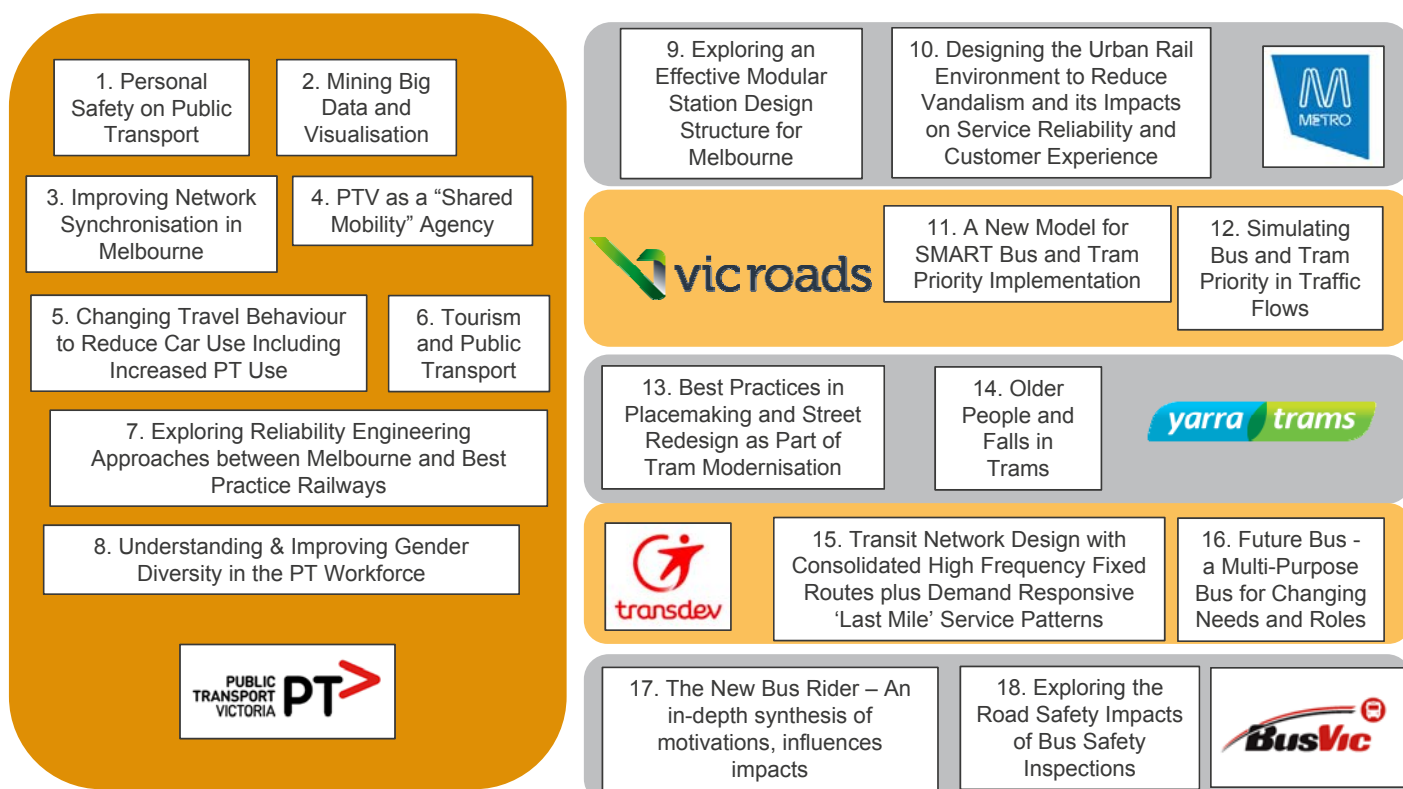 1. Personal
Safety on Public
Transport
2. Mining Big
Data and
Visualisation
3. Improving Network
Synchronisation in
Melbourne
4. PTV as a “Shared
Mobility” Agency
5. Changing Travel Behaviour
to Reduce Car Use Including
Increased PT Use
6. Tourism
and Public
Transport
7. Exploring Reliability Engineering
Approaches between Melbourne and Best
Practice Railways
8. Understanding & Improving Gender
Diversity in the PT Workforce
PUBLIC
TRANSPORT
VICTORIA
PT>
9. Exploring an
Effective Modular
Station Design
Structure for
Melbourne
10. Designing the Urban Rail
Environment to Reduce
Vandalism and its Impacts
on Service Reliability and
Customer Experience
METRO
vicroads
11. A New Model for
SMART Bus and Tram
Priority Implementation
12. Simulating
Bus and Tram
Priority in Traffic
Flows
13. Best Practices in
Placemaking and Street
Redesign as Part of
Tram Modernisation
14. Older
People and
Falls in
Trams
yarra trams
transdev
15. Transit Network Design with
Consolidated High Frequency Fixed
Routes plus Demand Responsive
‘Last Mile’ Service Patterns
16. Future Bus -
a Multi-Purpose
Bus for Changing
Needs and Roles
17. The New Bus Rider – An
in-depth synthesis of
motivations, influences
impacts
18. Exploring the
Road Safety Impacts
of Bus Safety
Inspections
BusVic